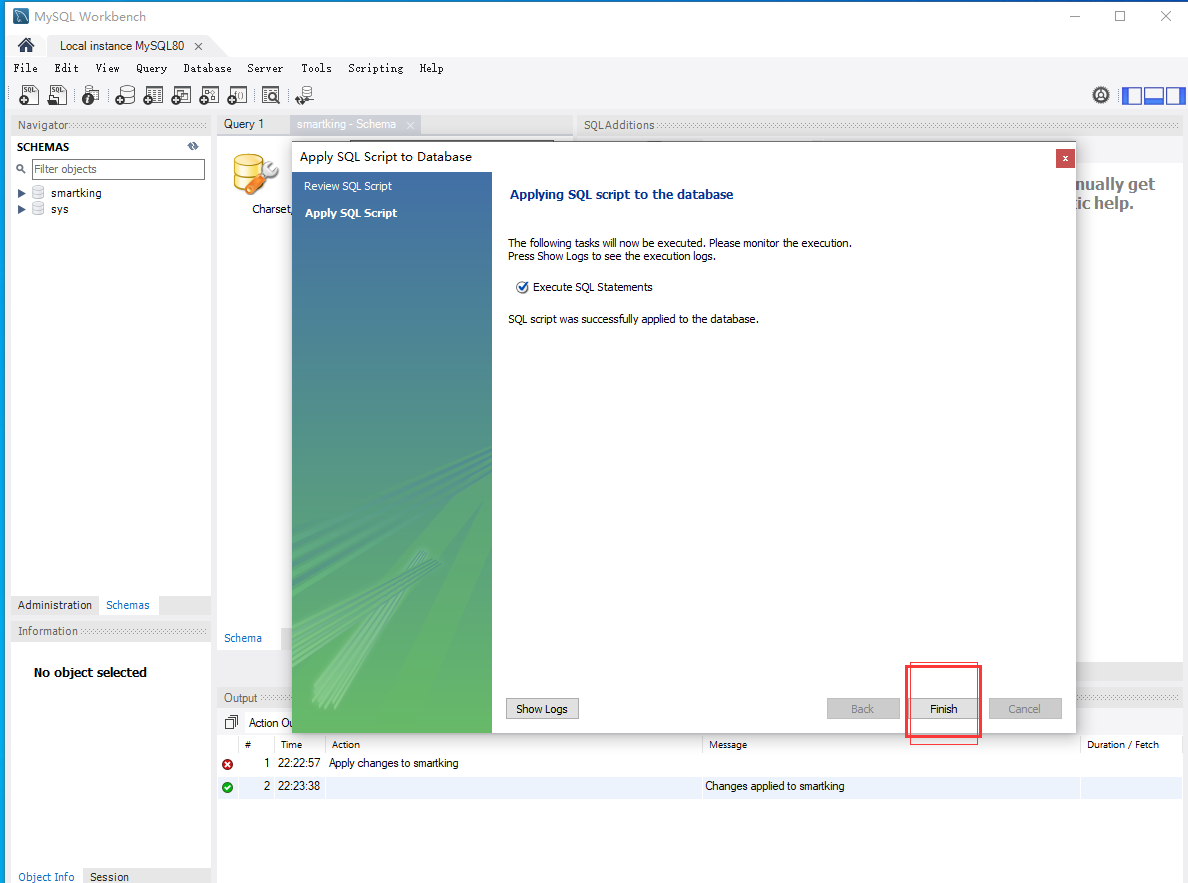 MySQL Workbench
Local instance MySQL80
File Edit View Query Database Server Tools Scripting Help
Navigator
SCHEMAS
Filter objects
smartking
sys
Administration Schemas
Information
No object selected
Object Info Session
Query 1 smartking - Schema
Charset
Schema
SQLAdditions
nually get
tic help.
Apply SQL Script to Database
x
Review SQL Script
Apply SQL Script
Applying SQL script to the database
The following tasks will now be executed. Please monitor the execution.
Press Show Logs to see the execution logs.
Execute SQL Statements
SQL script was successfully applied to the database.
Show Logs Back Finish Cancel
Output
Action Ou
# Time Action Message Duration / Fetch
1 22:22:57 Apply changes to smartking
2 22:23:38 Changes applied to smartking